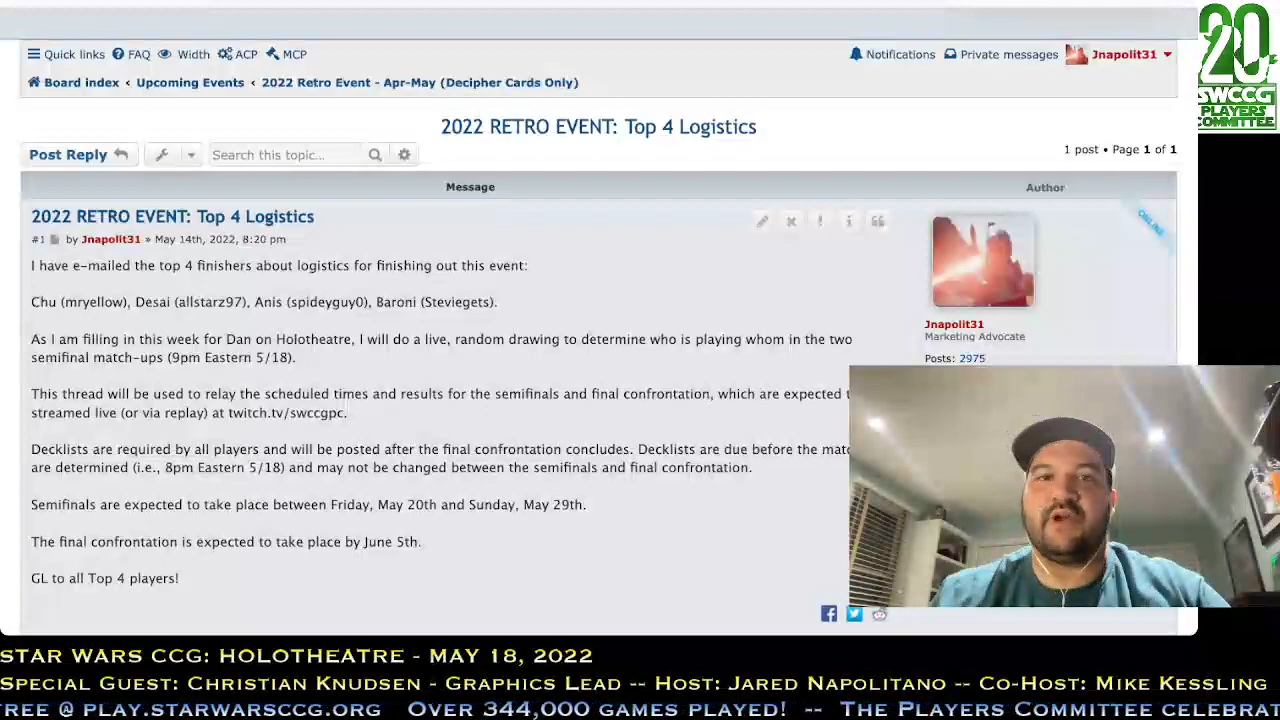 Quick links FAQ Width ACP MCP
Notifications Private messages Jnapolit31
Board index ‹ Upcoming Events ‹ 2022 Retro Event - Apr-May (Decipher Cards Only)
2022 RETRO EVENT: Top 4 Logistics
Post Reply Search this topic...
1 post • Page 1 of 1
Message Author
2022 RETRO EVENT: Top 4 Logistics
#1 by Jnapolit31 » May 14th, 2022, 8:20 pm
I have e-mailed the top 4 finishers about logistics for finishing out this event:
Chu (mryellow), Desai (allstarz97), Anis (spideyguy0), Baroni (Steviegets).
As I am filling in this week for Dan on Holotheatre, I will do a live, random drawing to determine who is playing whom in the two
semifinal match-ups (9pm Eastern 5/18).
This thread will be used to relay the scheduled times and results for the semifinals and final confrontation, which are expected
streamed live (or via replay) at twitch.tv/swccgpc.
Decklists are required by all players and will be posted after the final confrontation concludes. Decklists are due before the
are determined (i.e., 8pm Eastern 5/18) and may not be changed between the semifinals and final confrontation.
Semifinals are expected to take place between Friday, May 20th and Sunday, May 29th.
The final confrontation is expected to take place by June 5th.
GL to all Top 4 players!
ONLINE
Jnapolit31
Marketing Advocate
Posts: 2975
20
SWCCG
PLAYERS
COMMITTEE
STAR WARS CCG: HOLOTHEATRE - MAY 18, 2022
SPECIAL GUEST: CHRISTIAN KNUDSEN - GRAPHICS LEAD -- HOST: JARED NAPOLITANO -- CO-HOST: MIKE KESSLING
@ PLAY.STARWARSCCG.ORG OVER 344,000 GAMES PLAYED! -- THE PLAYERS COMMITTEE